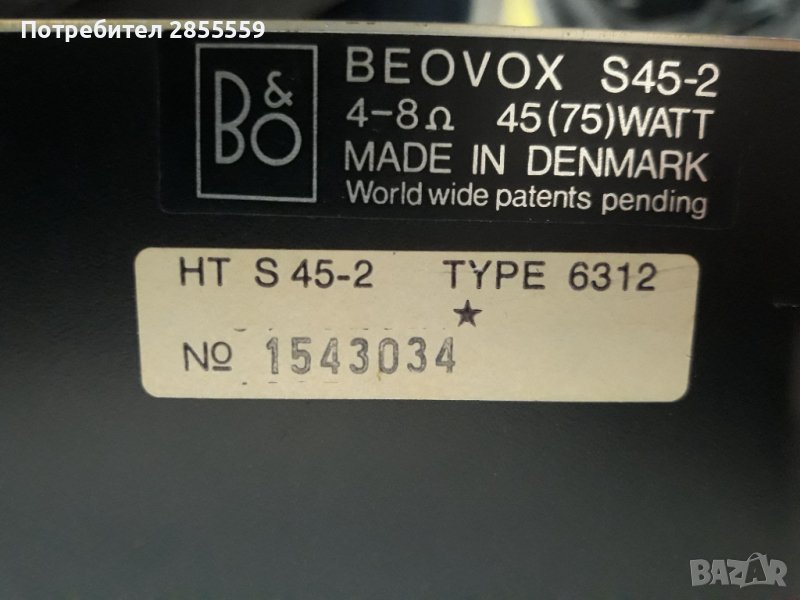 Потребител 2855559
B&O
BEOVOX S45-2
4-8Ω 45(75)WATT
MADE IN DENMARK
World wide patents pending
HT S 45-2 TYPE 6312
★
№ 1543034
BAZAR